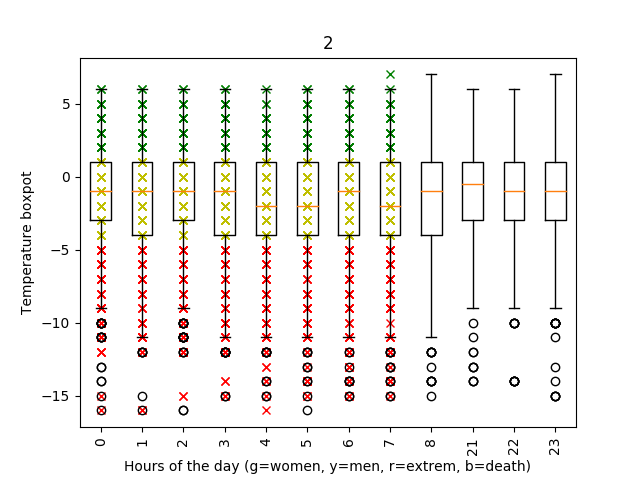 2
5
0
−5
−10
−15
Temperature boxpot
0 1 2 3 4 5 6 7 8 21 22 23
Hours of the day (g=women, y=men, r=extrem, b=death)